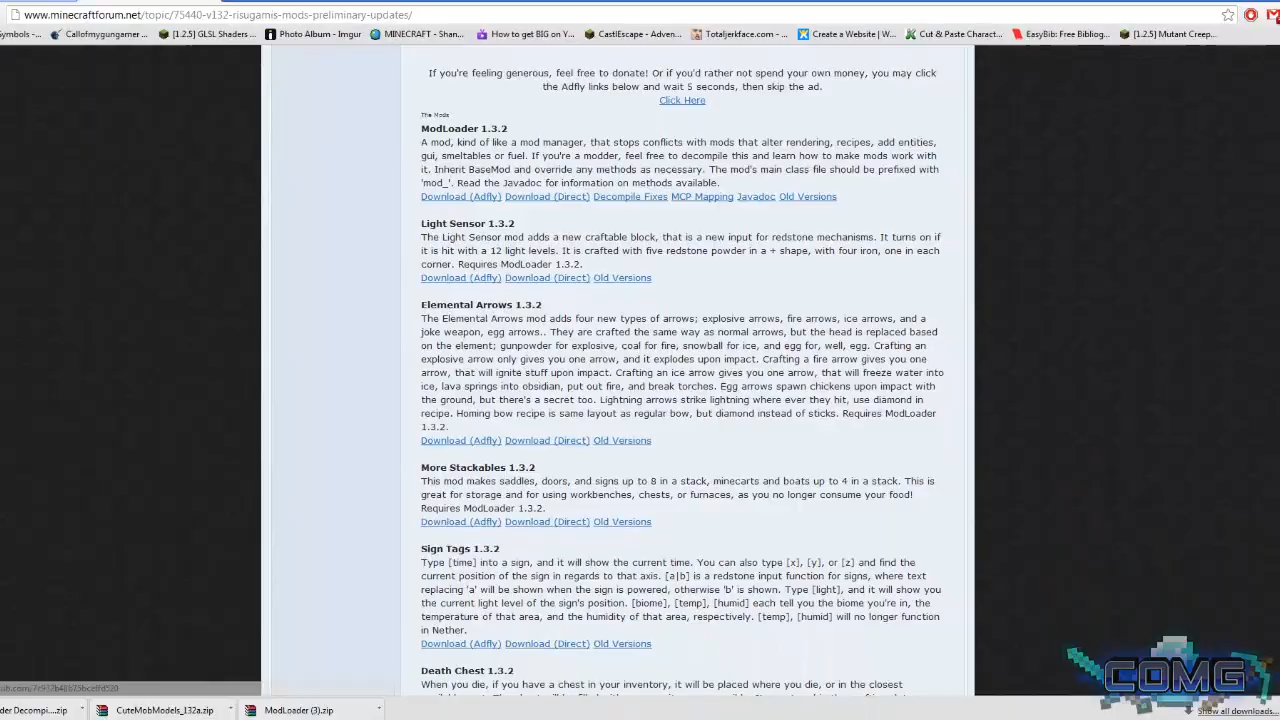 www.minecraftforum.net/topic/75440-v132-risugamis-mods-preliminary-updates/
Symbols -... Callofmygungamer [1.2.5] GLSL Shaders ... Photo Album - Imgur MINECRAFT - Shan... How to get BIG on Y... CastlEscape - Adven... Totaljerkface.com -... Create a Website | W... Cut & Paste Charact... EasyBib: Free Bibliog... [1.2.5] Mutant Creep...
If you're feeling generous, feel free to donate! Or if you'd rather not spend your own money, you may click
the Adfly links below and wait 5 seconds, then skip the ad.
Click Here
The Mods
ModLoader 1.3.2
A mod, kind of like a mod manager, that stops conflicts with mods that alter rendering, recipes, add entities,
gui, smeltables or fuel. If you're a modder, feel free to decompile this and learn how to make mods work with
it. Inherit BaseMod and override any methods as necessary. The mod's main class file should be prefixed with
'mod_'. Read the Javadoc for information on methods available.
Download (Adfly) Download (Direct) Decompile Fixes MCP Mapping Javadoc Old Versions
Light Sensor 1.3.2
The Light Sensor mod adds a new craftable block, that is a new input for redstone mechanisms. It turns on if
it is hit with a 12 light levels. It is crafted with five redstone powder in a + shape, with four iron, one in each
corner. Requires ModLoader 1.3.2.
Download (Adfly) Download (Direct) Old Versions
Elemental Arrows 1.3.2
The Elemental Arrows mod adds four new types of arrows; explosive arrows, fire arrows, ice arrows, and a
joke weapon, egg arrows.. They are crafted the same way as normal arrows, but the head is replaced based
on the element; gunpowder for explosive, coal for fire, snowball for ice, and egg for, well, egg. Crafting an
explosive arrow only gives you one arrow, and it explodes upon impact. Crafting a fire arrow gives you one
arrow, that will ignite stuff upon impact. Crafting an ice arrow gives you one arrow, that will freeze water into
ice, lava springs into obsidian, put out fire, and break torches. Egg arrows spawn chickens upon impact with
the ground, but there's a secret too. Lightning arrows strike lightning where ever they hit, use diamond in
recipe. Homing bow recipe is same layout as regular bow, but diamond instead of sticks. Requires ModLoader
1.3.2.
Download (Adfly) Download (Direct) Old Versions
More Stackables 1.3.2
This mod makes saddles, doors, and signs up to 8 in a stack, minecarts and boats up to 4 in a stack. This is
great for storage and for using workbenches, chests, or furnaces, as you no longer consume your food!
Requires ModLoader 1.3.2.
Download (Adfly) Download (Direct) Old Versions
Sign Tags 1.3.2
Type [time] into a sign, and it will show the current time. You can also type [x], [y], or [z] and find the
current position of the sign in regards to that axis. [a|b] is a redstone input function for signs, where text
replacing 'a' will be shown when the sign is powered, otherwise 'b' is shown. Type [light], and it will show you
the current light level of the sign's position. [biome], [temp], [humid] each tell you the biome you're in, the
temperature of that area, and the humidity of that area, respectively. [temp], [humid] will no longer function
in Nether.
Download (Adfly) Download (Direct) Old Versions
Death Chest 1.3.2
When you die, if you have a chest in your inventory, it will be placed where you die, or in the closest
COMG
der Decompl....zip CuteMobModels_132a.zip ModLoader (3).zip Show all downloads...